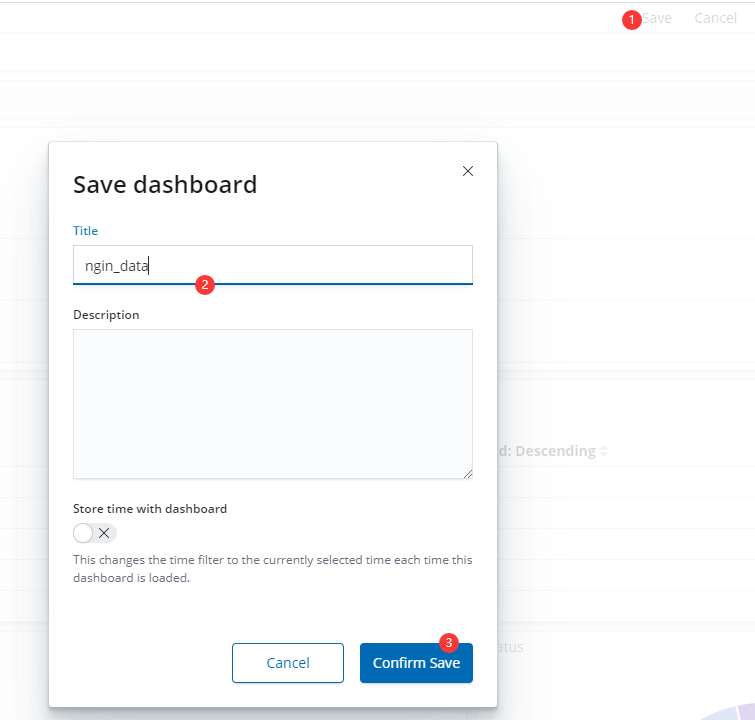 1 Save Cancel
Save dashboard
Title
ngin_data
2
Description
d: Descending
Store time with dashboard
This changes the time filter to the currently selected time each time this
dashboard is loaded.
atus
3
Cancel Confirm Save